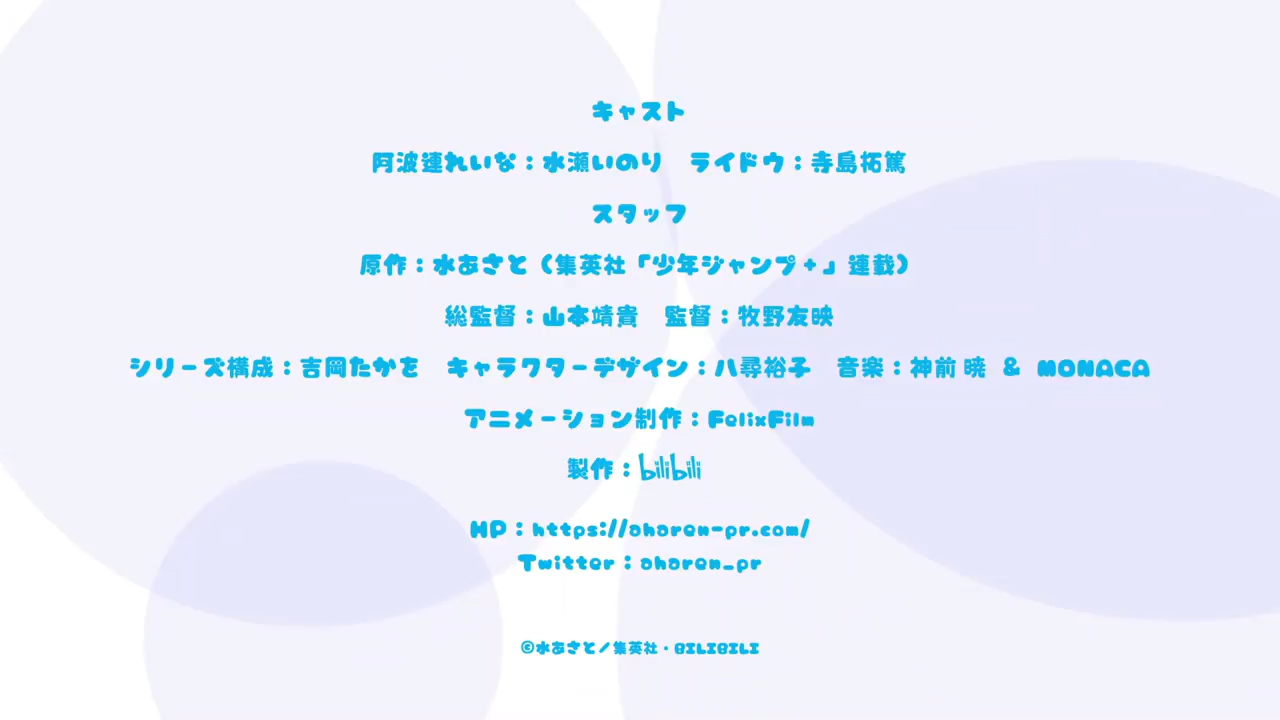 キャスト
阿波連れいな：水瀬いのり　ライドウ：寺島拓篤
スタッフ
原作：水あさと（集英社「少年ジャンプ＋」連載）
総監督：山本靖貴　監督：牧野友映
シリーズ構成：吉岡たかを　キャラクターデザイン：八尋裕子　音楽：神前 暁 ＆ MONACA
アニメーション制作：FelixFilm
製作：bilibili
HP：https://aharen-pr.com/
Twitter：aharen_pr
©水あさと／集英社・BILIBILI